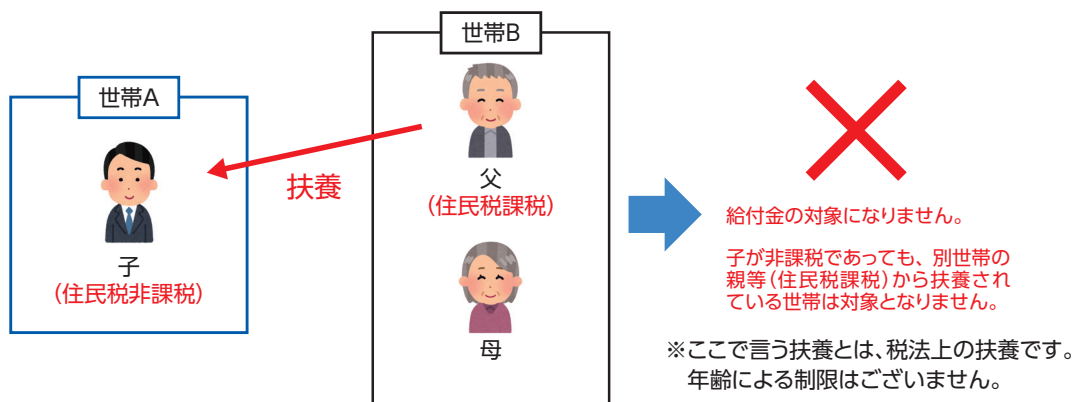 世帯A
子
(住民税非課税)
扶養
世帯B
父
(住民税課税)
母
給付金の対象になりません。
子が非課税であっても、別世帯の
親等(住民税課税)から扶養され
ている世帯は対象となりません。
※ここで言う扶養とは、税法上の扶養です。
年齢による制限はございません。